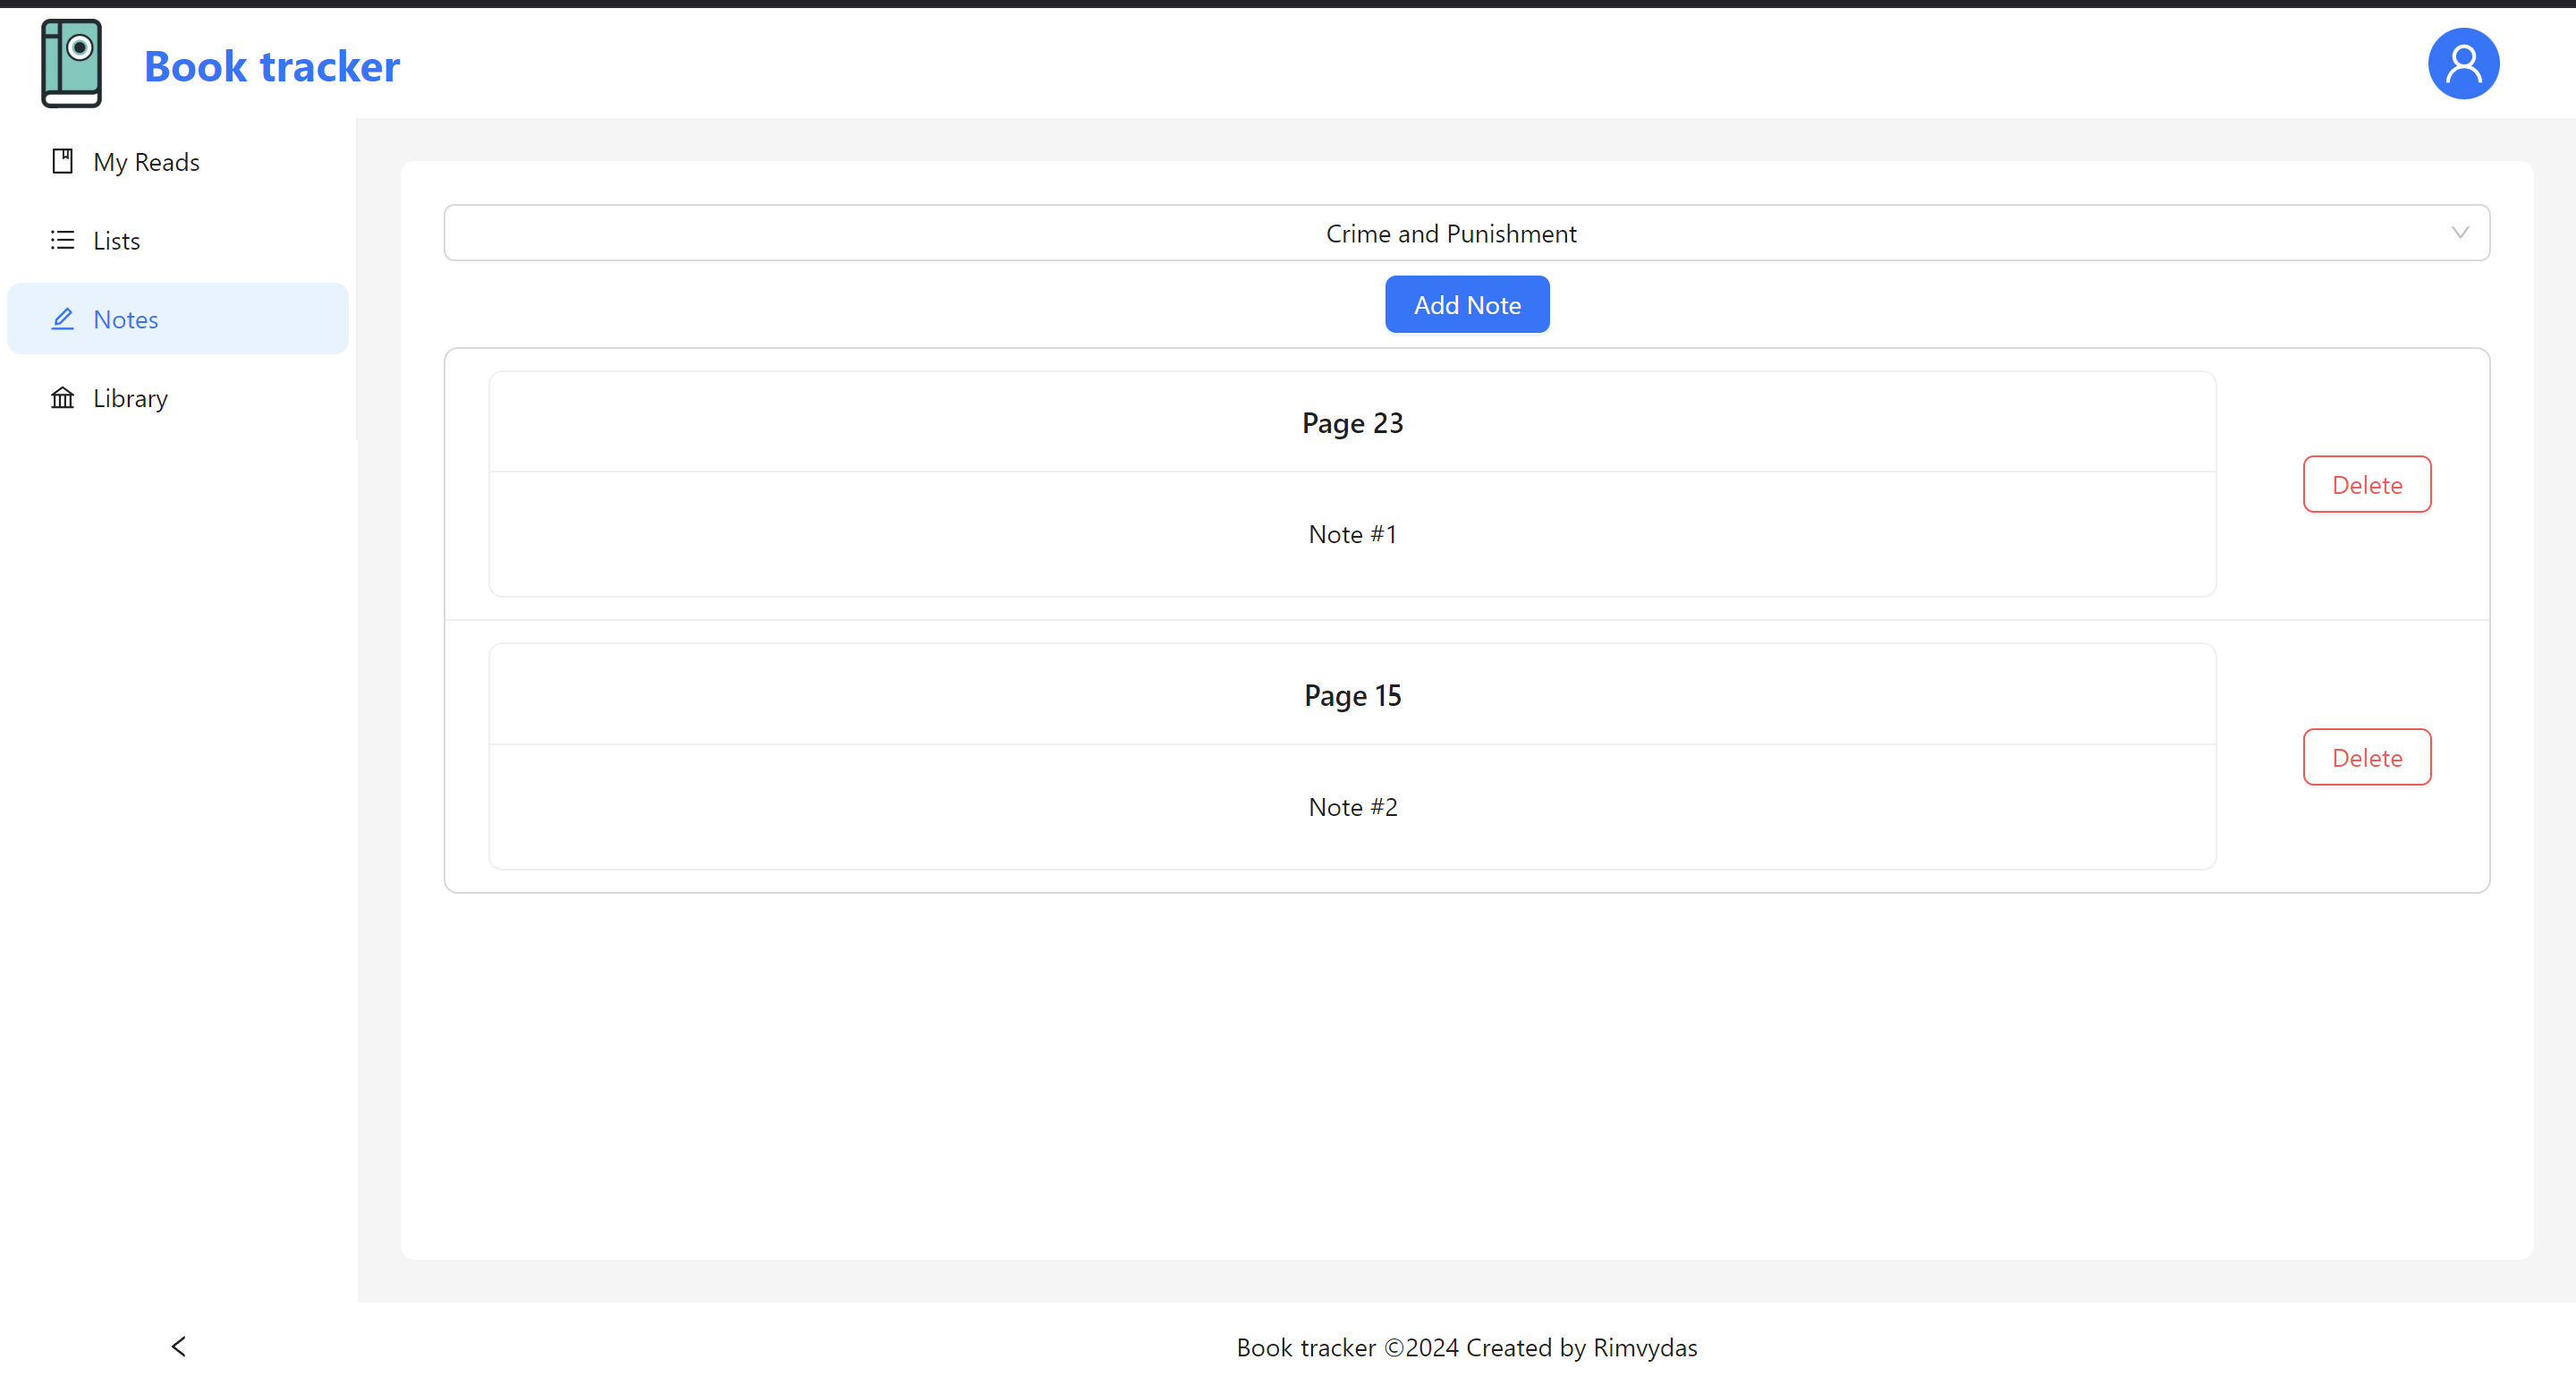 Book tracker
My Reads
Lists
Notes
Library
Crime and Punishment
Add Note
Page 23
Note #1
Delete
Page 15
Note #2
Delete
Book tracker ©2024 Created by Rimvydas